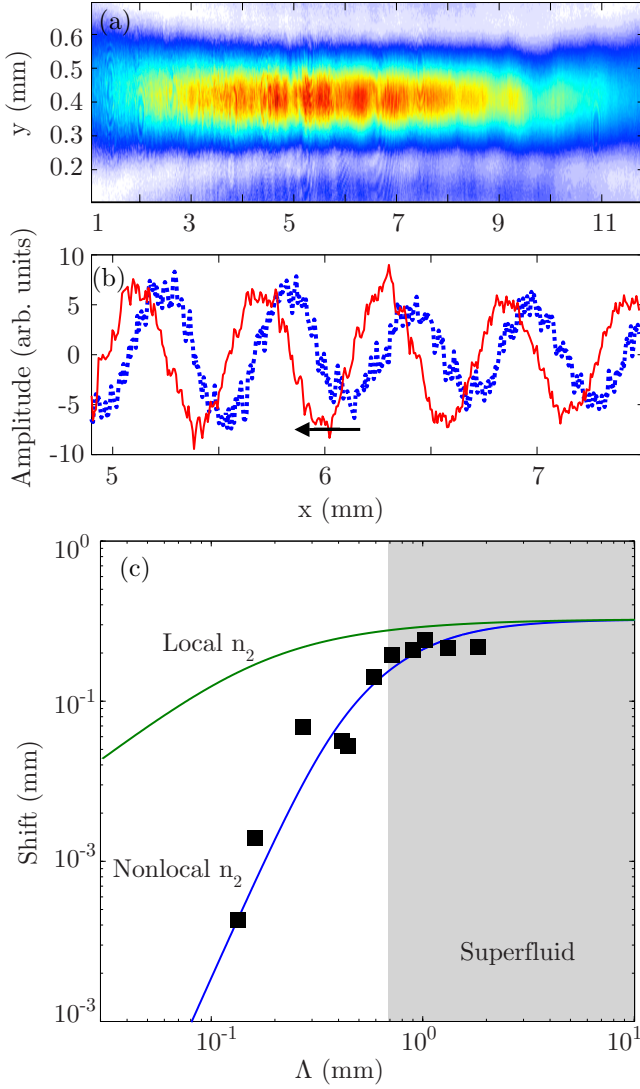 (a)
y (mm)
0.6
0.5
0.4
0.3
0.2
1 3 5 7 9 11
(b)
Amplitude (arb. units)
10
5
0
-5
-10
5 6 7
x (mm)
(c)
Shift (mm)
10^0
10^-1
10^-3
10^-3
Local n_2
Nonlocal n_2
Superfluid
10^-1 10^0 10^1
Λ (mm)